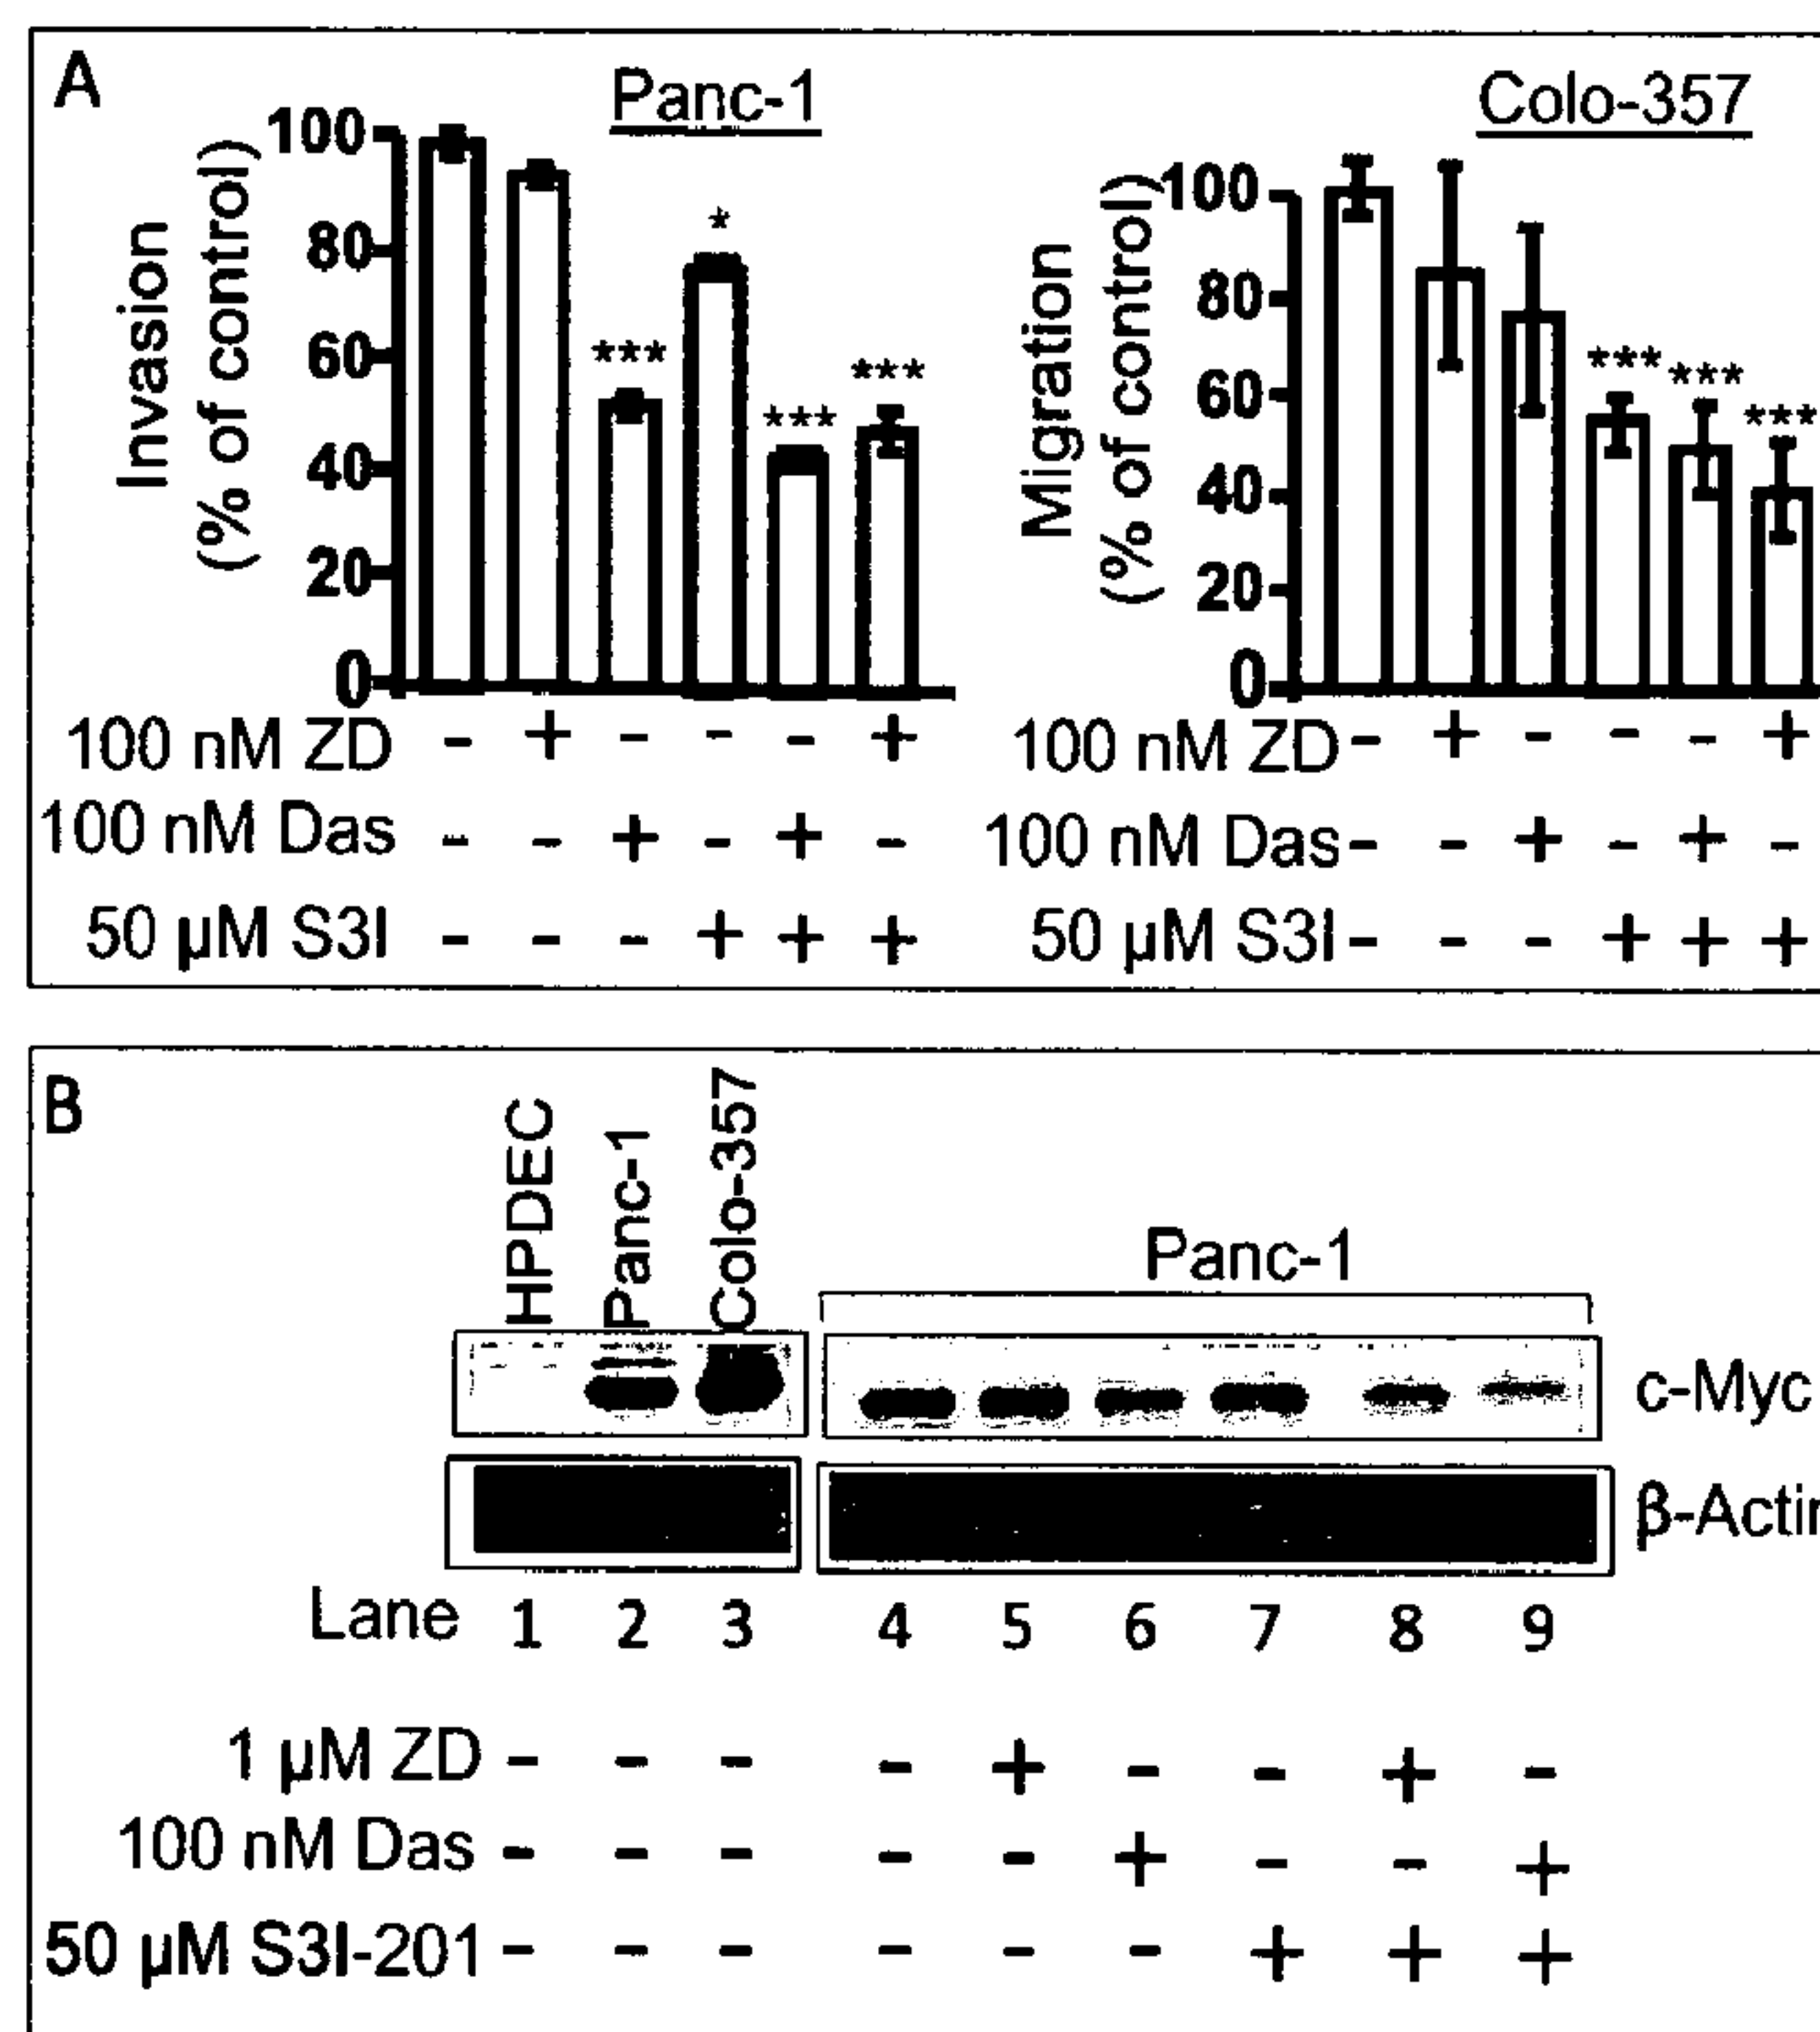 A
Panc-1
Invasion
(% of control)
100
80
60
40
20
0
*
***
***
***
100 nM ZD - + - - - +
100 nM Das - - + - + -
50 µM S3I - - - + + +
Colo-357
Migration
(% of control)
100
80
60
40
20
0
***
***
***
100 nM ZD - + - - - +
100 nM Das - - + - + -
50 µM S3I - - - + + +
B
HPDEC
Panc-1
Colo-357
Panc-1
c-Myc
β-Actin
Lane 1 2 3 4 5 6 7 8 9
1 µM ZD - - - - + - - + -
100 nM Das - - - - - + - - +
50 µM S3I-201 - - - - - - + + +